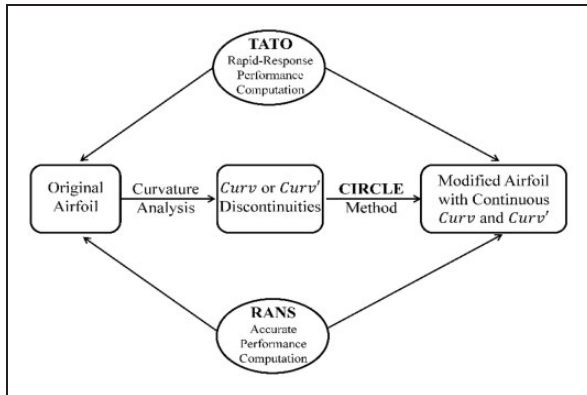 TATO
Rapid-Response
Performance
Computation
Original
Airfoil
Curvature
Analysis
Curv or Curv′
Discontinuities
CIRCLE
Method
Modified Airfoil
with Continuous
Curv and Curv′
RANS
Accurate
Performance
Computation